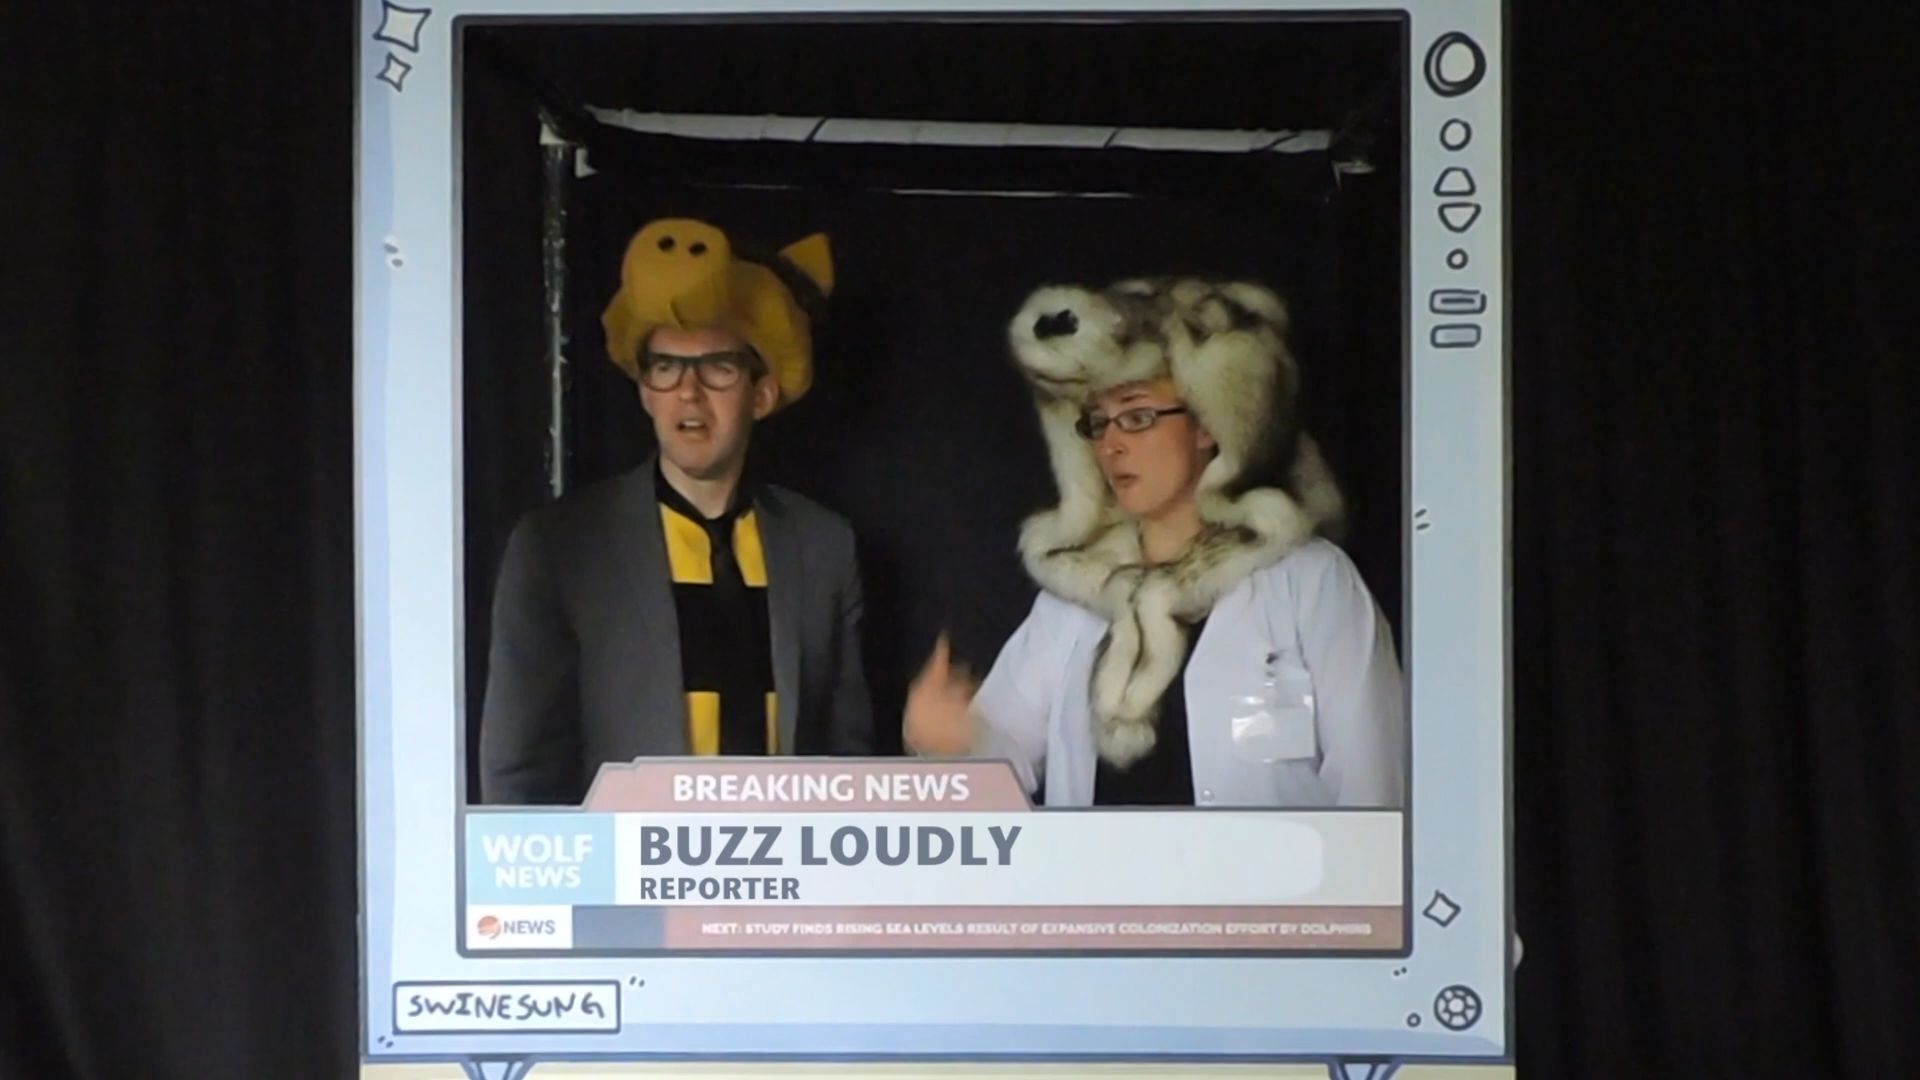 BREAKING NEWS
WOLF
NEWS
BUZZ LOUDLY
REPORTER
NEWS
NEXT: STUDY FINDS RISING SEA LEVELS RESULT OF EXPANSIVE COLONIZATION EFFORT BY DOLPHINS
SWINESUNG